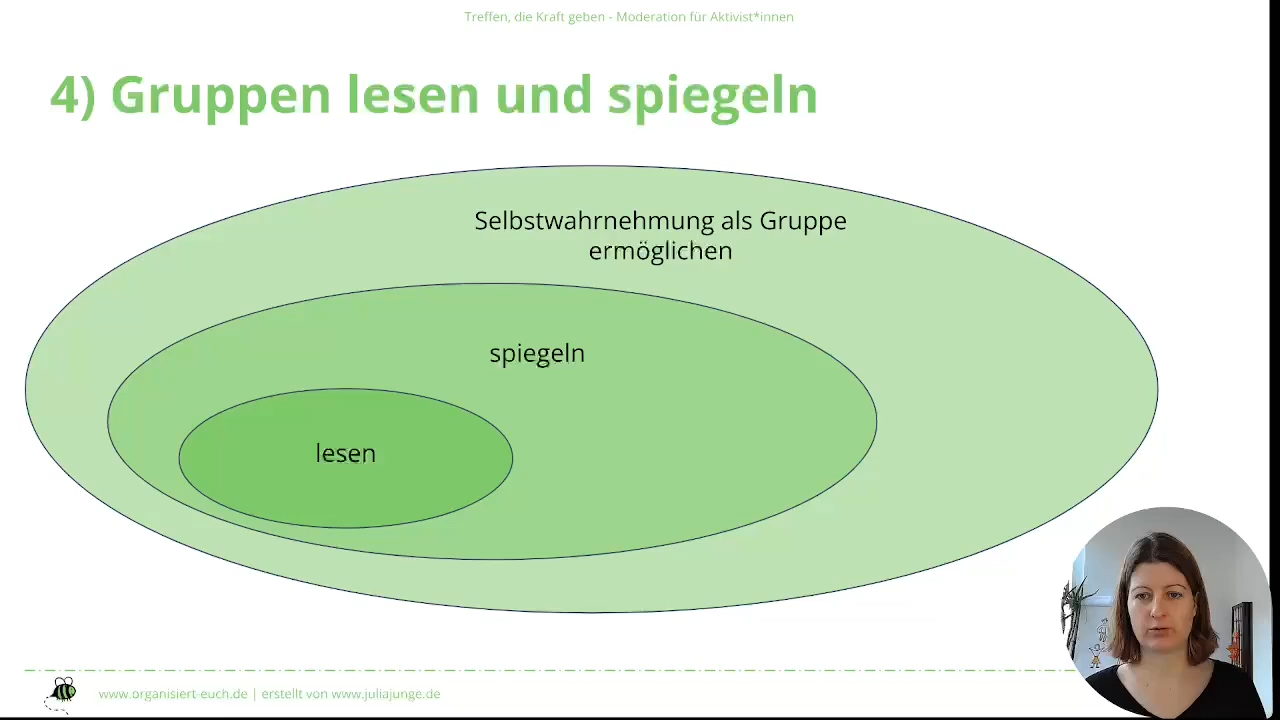 Treffen, die Kraft geben - Moderation für Aktivist*innen
4) Gruppen lesen und spiegeln
Selbstwahrnehmung als Gruppe
ermöglichen
spiegeln
lesen
www.organisiert-euch.de | erstellt von www.juliajunge.de